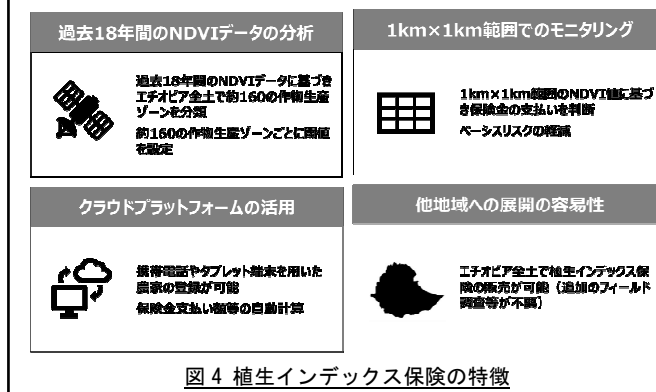 過去18年間のNDVIデータの分析
過去18年間のNDVIデータに基づき
エチオピア全土で約160の作物生産
ゾーンを分類
約160の作物生産ゾーンごとに閾値
を設定
1km×1km範囲でのモニタリング
1km×1km範囲のNDVI値に基づ
き保険金の支払いを判断
ベーシスリスクの軽減
クラウドプラットフォームの活用
携帯電話やタブレット端末を用いた
農家の登録が可能
保険金支払い額等の自動計算
他地域への展開の容易性
エチオピア全土で植生インデックス保
険の販売が可能（追加のフィールド
調査等が不要）
図4 植生インデックス保険の特徴